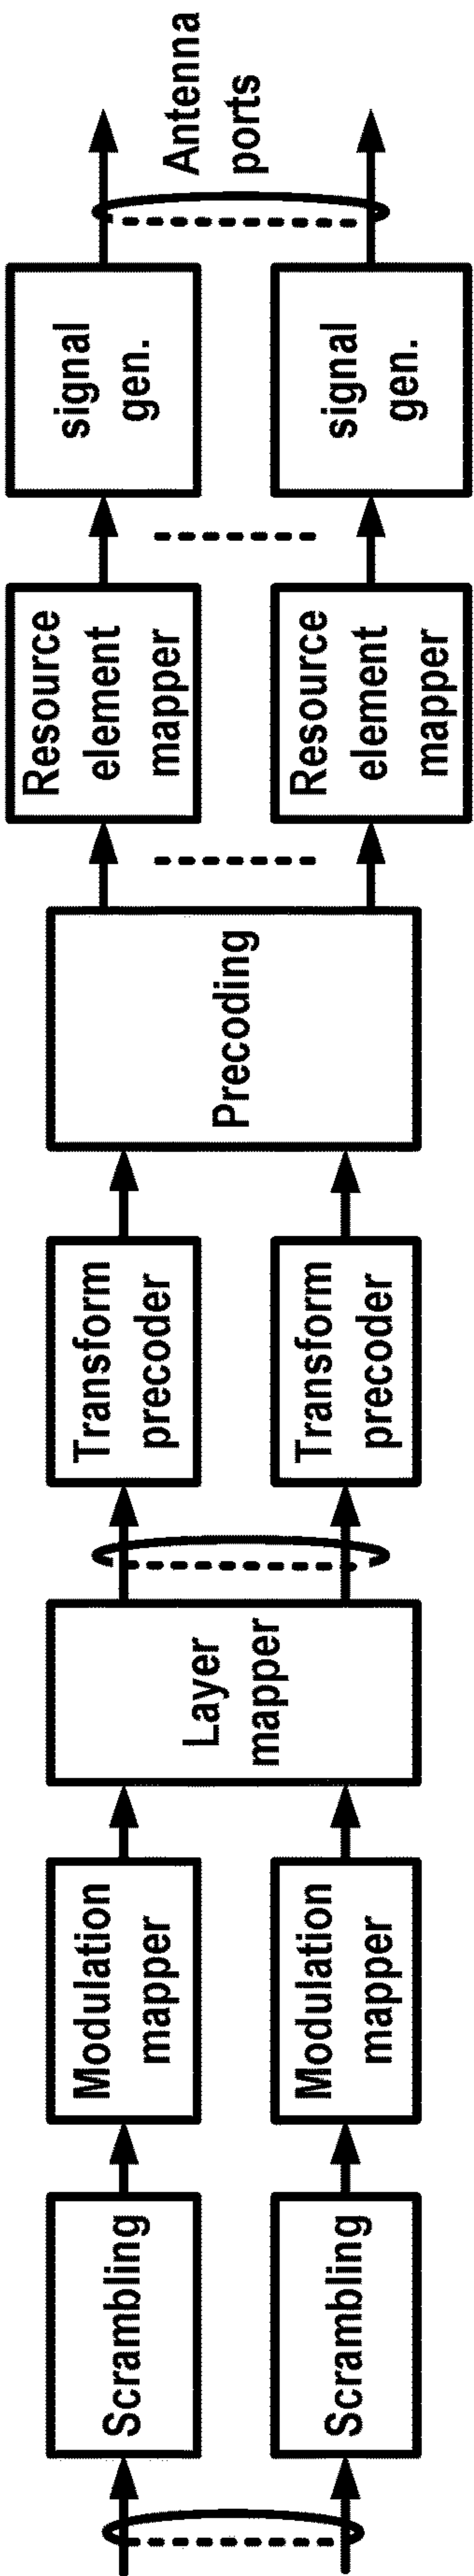 Scrambling
Modulation
mapper
Scrambling
Modulation
mapper
Layer
mapper
Transform
precoder
Transform
precoder
Precoding
Resource
element
mapper
Resource
element
mapper
signal
gen.
signal
gen.
Antenna
ports